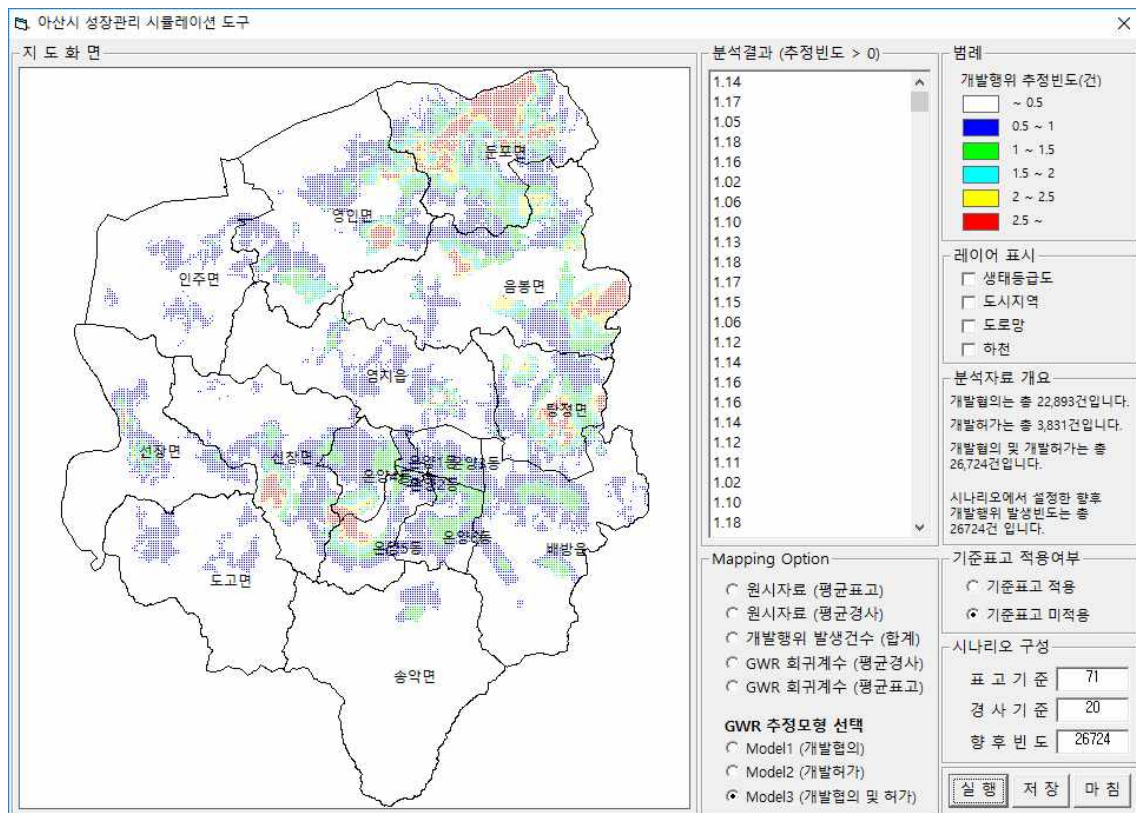 아산시 성장관리 시뮬레이션 도구
지 도 화 면
둔포면
영인면
인주면
음봉면
염치읍
탕정면
선장면
신창면
온양1동
온양3동
온양4동
온양2동
온양5동
온양6동
배방읍
도고면
송악면
분석결과 (추정빈도 > 0)
1.14
1.17
1.05
1.18
1.16
1.02
1.06
1.10
1.13
1.18
1.17
1.15
1.06
1.12
1.14
1.16
1.16
1.14
1.12
1.11
1.02
1.10
1.18
Mapping Option
원시자료 (평균표고)
원시자료 (평균경사)
개발행위 발생건수 (합계)
GWR 회귀계수 (평균경사)
GWR 회귀계수 (평균표고)
GWR 추정모형 선택
Model1 (개발협의)
Model2 (개발허가)
Model3 (개발협의 및 허가)
범례
개발행위 추정빈도(건)
~ 0.5
0.5 ~ 1
1 ~ 1.5
1.5 ~ 2
2 ~ 2.5
2.5 ~
레이어 표시
생태등급도
도시지역
도로망
하천
분석자료 개요
개발협의는 총 22,893건입니다.
개발허가는 총 3,831건입니다.
개발협의 및 개발허가는 총
26,724건입니다.
시나리오에서 설정한 향후
개발행위 발생빈도는 총
26724건 입니다.
기준표고 적용여부
기준표고 적용
기준표고 미적용
시나리오 구성
표 고 기 준 71
경 사 기 준 20
향 후 빈 도 26724
실 행 저 장 마 침